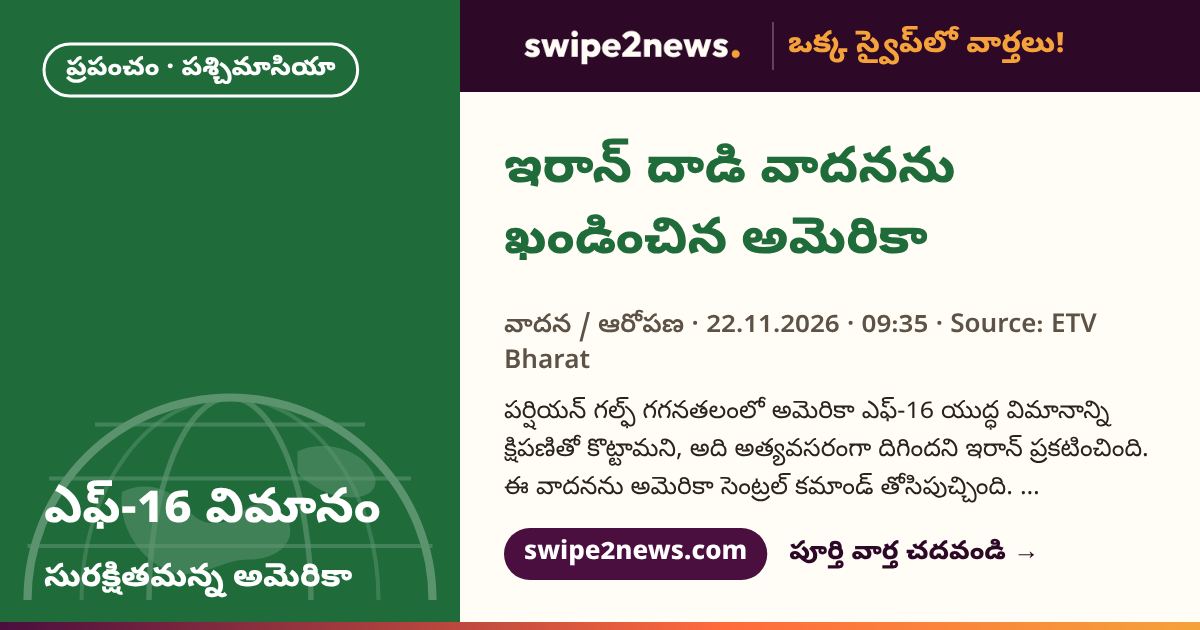 ప్రపంచం · పశ్చిమాసియా
ఎఫ్-16 విమానం
సురక్షితమన్న అమెరికా
swipe2news.
ఒక్క స్వైప్‌లో వార్తలు!
ఇరాన్ దాడి వాదనను
ఖండించిన అమెరికా
వాదన / ఆరోపణ · 22.11.2026 · 09:35 · Source: ETV
Bharat
పర్షియన్ గల్ఫ్ గగనతలంలో అమెరికా ఎఫ్-16 యుద్ధ విమానాన్ని
క్షిపణితో కొట్టామని, అది అత్యవసరంగా దిగిందని ఇరాన్ ప్రకటించింది.
ఈ వాదనను అమెరికా సెంట్రల్ కమాండ్ తోసిపుచ్చింది. ...
swipe2news.com
పూర్తి వార్త చదవండి →